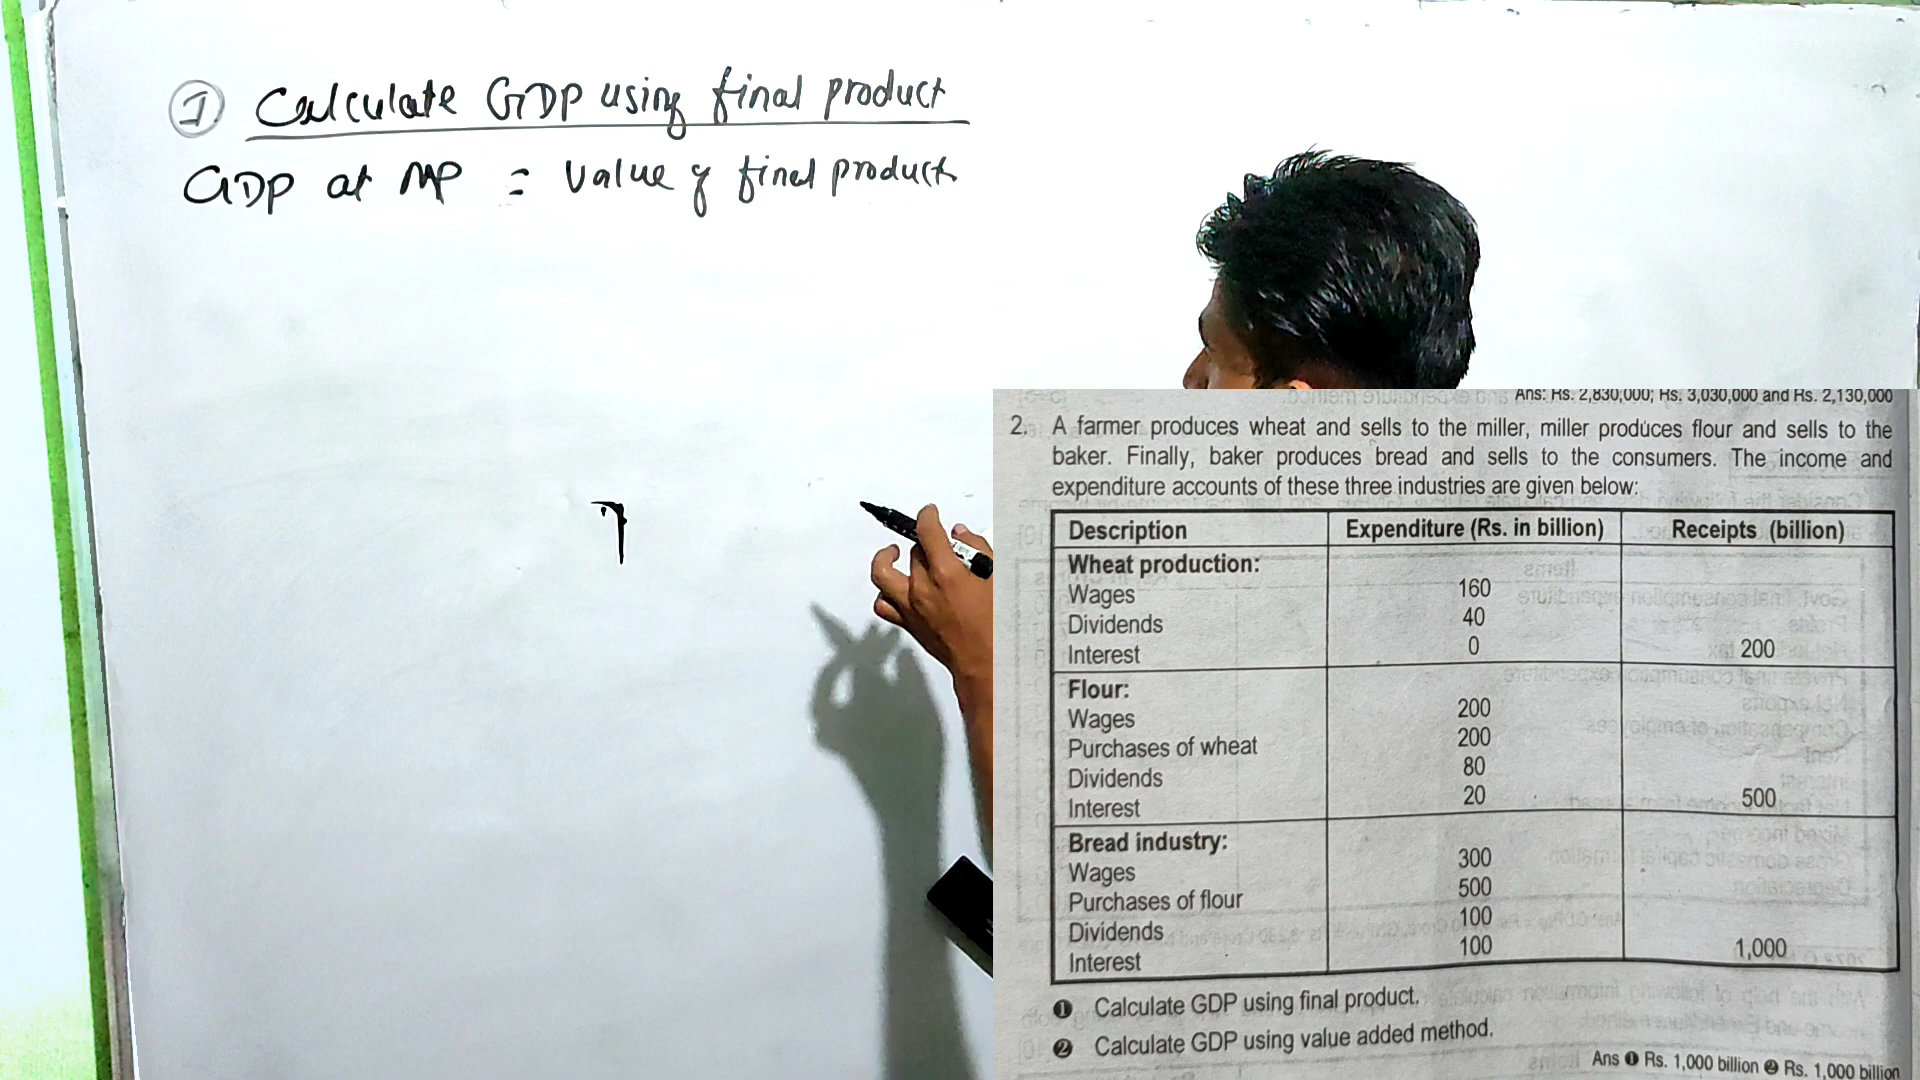 ① Calculate GDP using final product
GDP at MP = Value of final product
Ans: Rs. 2,830,000; Rs. 3,030,000 and Rs. 2,130,000
2. A farmer produces wheat and sells to the miller, miller produces flour and sells to the
baker. Finally, baker produces bread and sells to the consumers. The income and
expenditure accounts of these three industries are given below:
Description Expenditure (Rs. in billion) Receipts (billion)
Wheat production:
Wages 160
Dividends 40
Interest 0 200
Flour:
Wages 200
Purchases of wheat 200
Dividends 80
Interest 20 500
Bread industry:
Wages 300
Purchases of flour 500
Dividends 100
Interest 100 1,000
❶ Calculate GDP using final product.
❷ Calculate GDP using value added method.
Ans ❶ Rs. 1,000 billion ❷ Rs. 1,000 billion